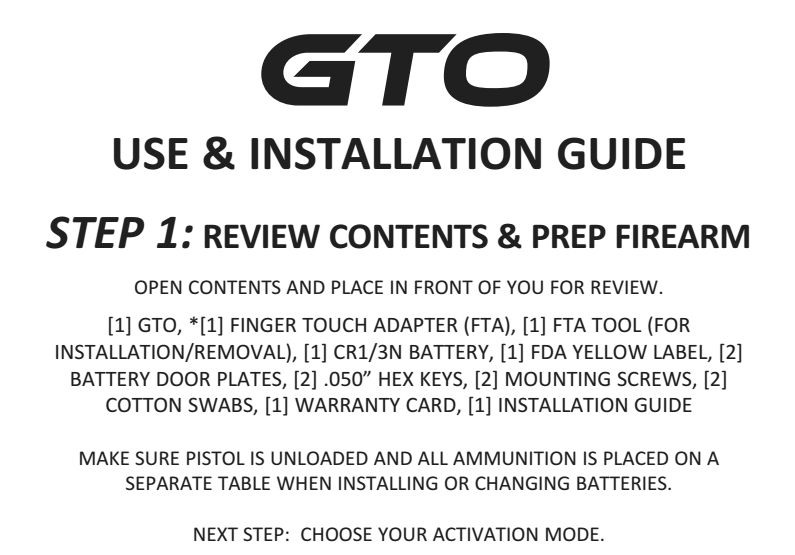 GTO
USE & INSTALLATION GUIDE
STEP 1: REVIEW CONTENTS & PREP FIREARM
OPEN CONTENTS AND PLACE IN FRONT OF YOU FOR REVIEW.
[1] GTO, *[1] FINGER TOUCH ADAPTER (FTA), [1] FTA TOOL (FOR
INSTALLATION/REMOVAL), [1] CR1/3N BATTERY, [1] FDA YELLOW LABEL, [2]
BATTERY DOOR PLATES, [2] .050” HEX KEYS, [2] MOUNTING SCREWS, [2]
COTTON SWABS, [1] WARRANTY CARD, [1] INSTALLATION GUIDE
MAKE SURE PISTOL IS UNLOADED AND ALL AMMUNITION IS PLACED ON A
SEPARATE TABLE WHEN INSTALLING OR CHANGING BATTERIES.
NEXT STEP: CHOOSE YOUR ACTIVATION MODE.